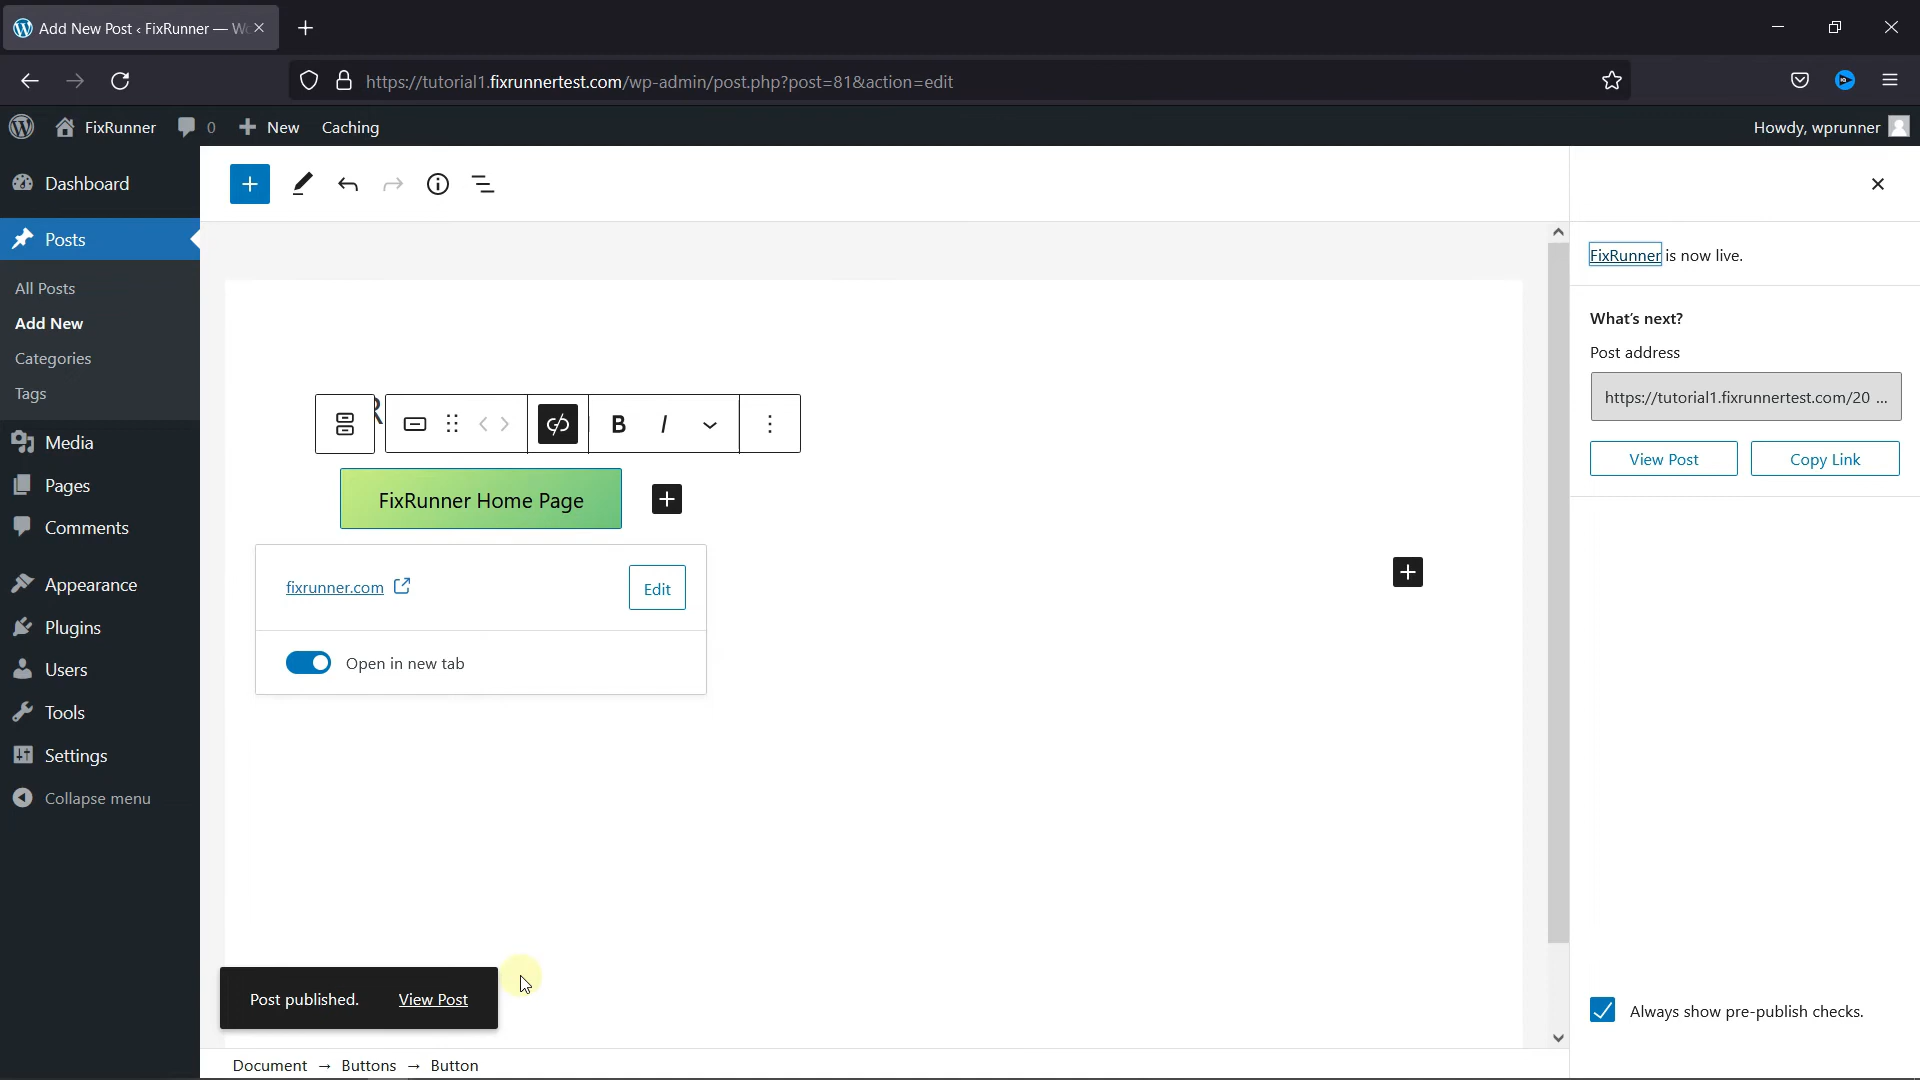 Add New Post ‹ FixRunner — W
https://tutorial1.fixrunnertest.com/wp-admin/post.php?post=81&action=edit
FixRunner 0 New Caching Howdy, wprunner
Dashboard
Posts
All Posts
Add New
Categories
Tags
Media
Pages
Comments
Appearance
Plugins
Users
Tools
Settings
Collapse menu
B I
FixRunner Home Page
fixrunner.com Edit
Open in new tab
Post published. View Post
Document → Buttons → Button
FixRunner is now live.
What's next?
Post address
https://tutorial1.fixrunnertest.com/20 ...
View Post Copy Link
Always show pre-publish checks.